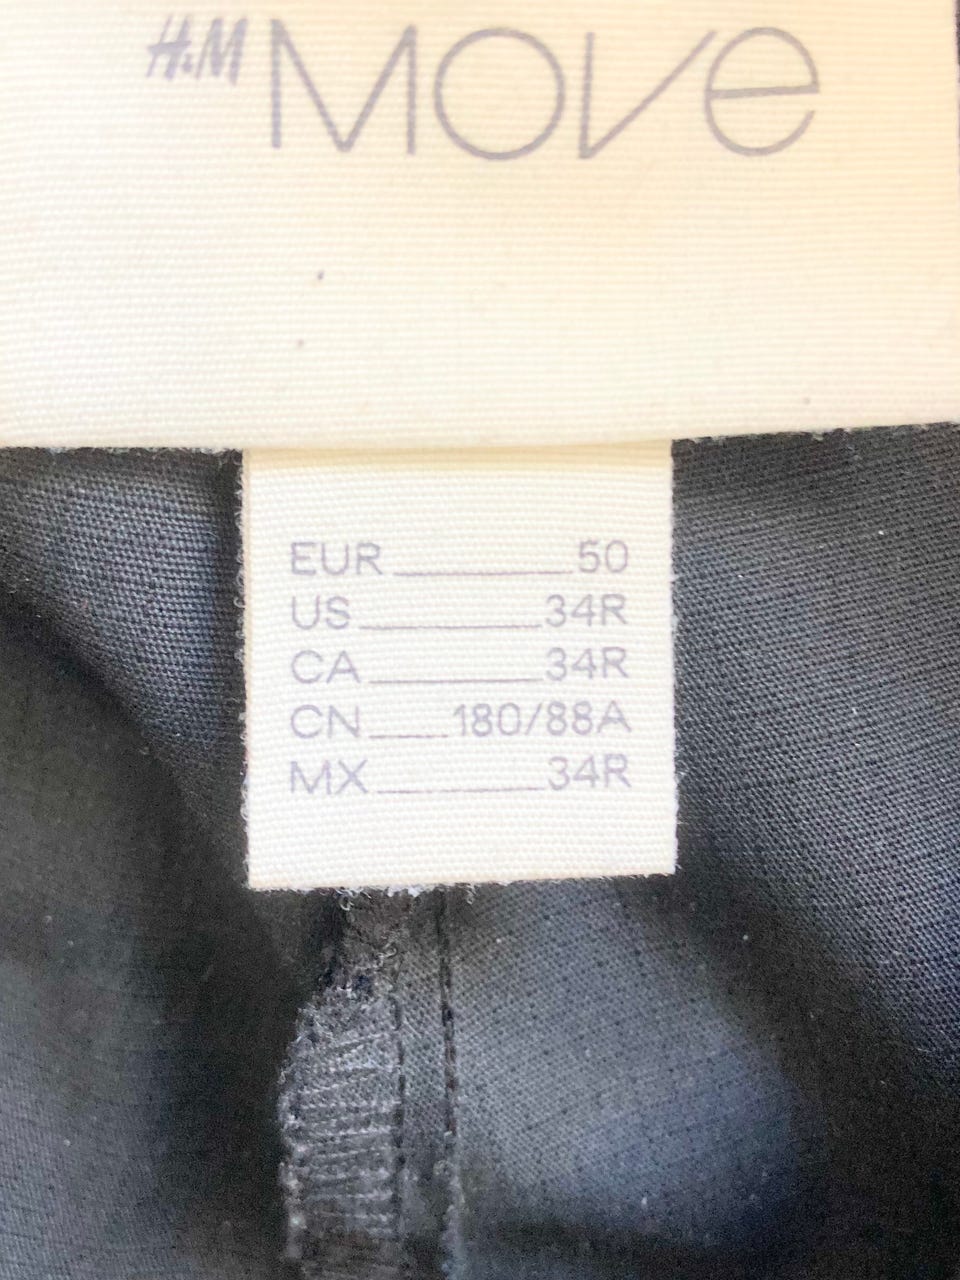 H&M MOVE
EUR 50
US 34R
CA 34R
CN 180/88A
MX 34R